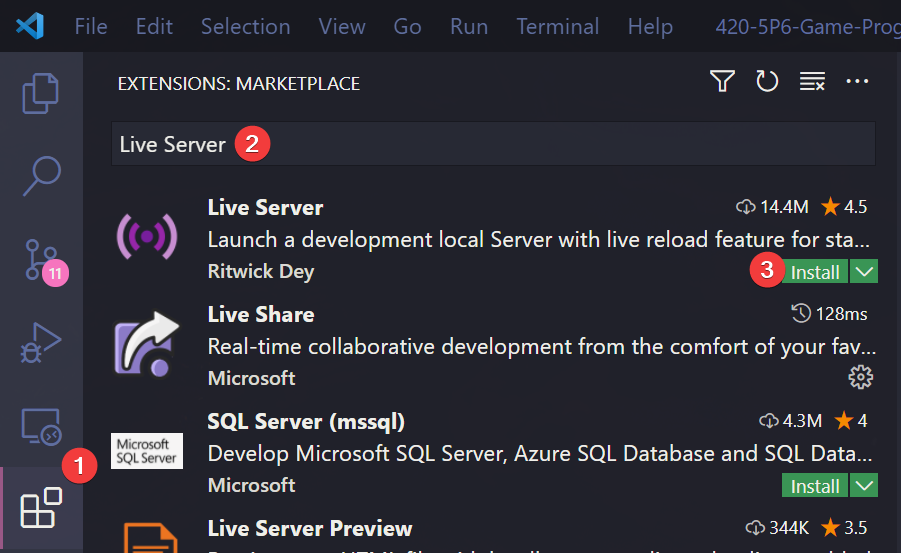 File Edit Selection View Go Run Terminal Help 420-5P6-Game-Prog
EXTENSIONS: MARKETPLACE
Live Server 2
Live Server 14.4M 4.5
Launch a development local Server with live reload feature for sta...
Ritwick Dey 3 Install
11
Live Share 128ms
Real-time collaborative development from the comfort of your fav...
Microsoft
SQL Server (mssql) 4.3M 4
Microsoft
SQL Server
Develop Microsoft SQL Server, Azure SQL Database and SQL Data...
1
Microsoft Install
Live Server Preview 344K 3.5